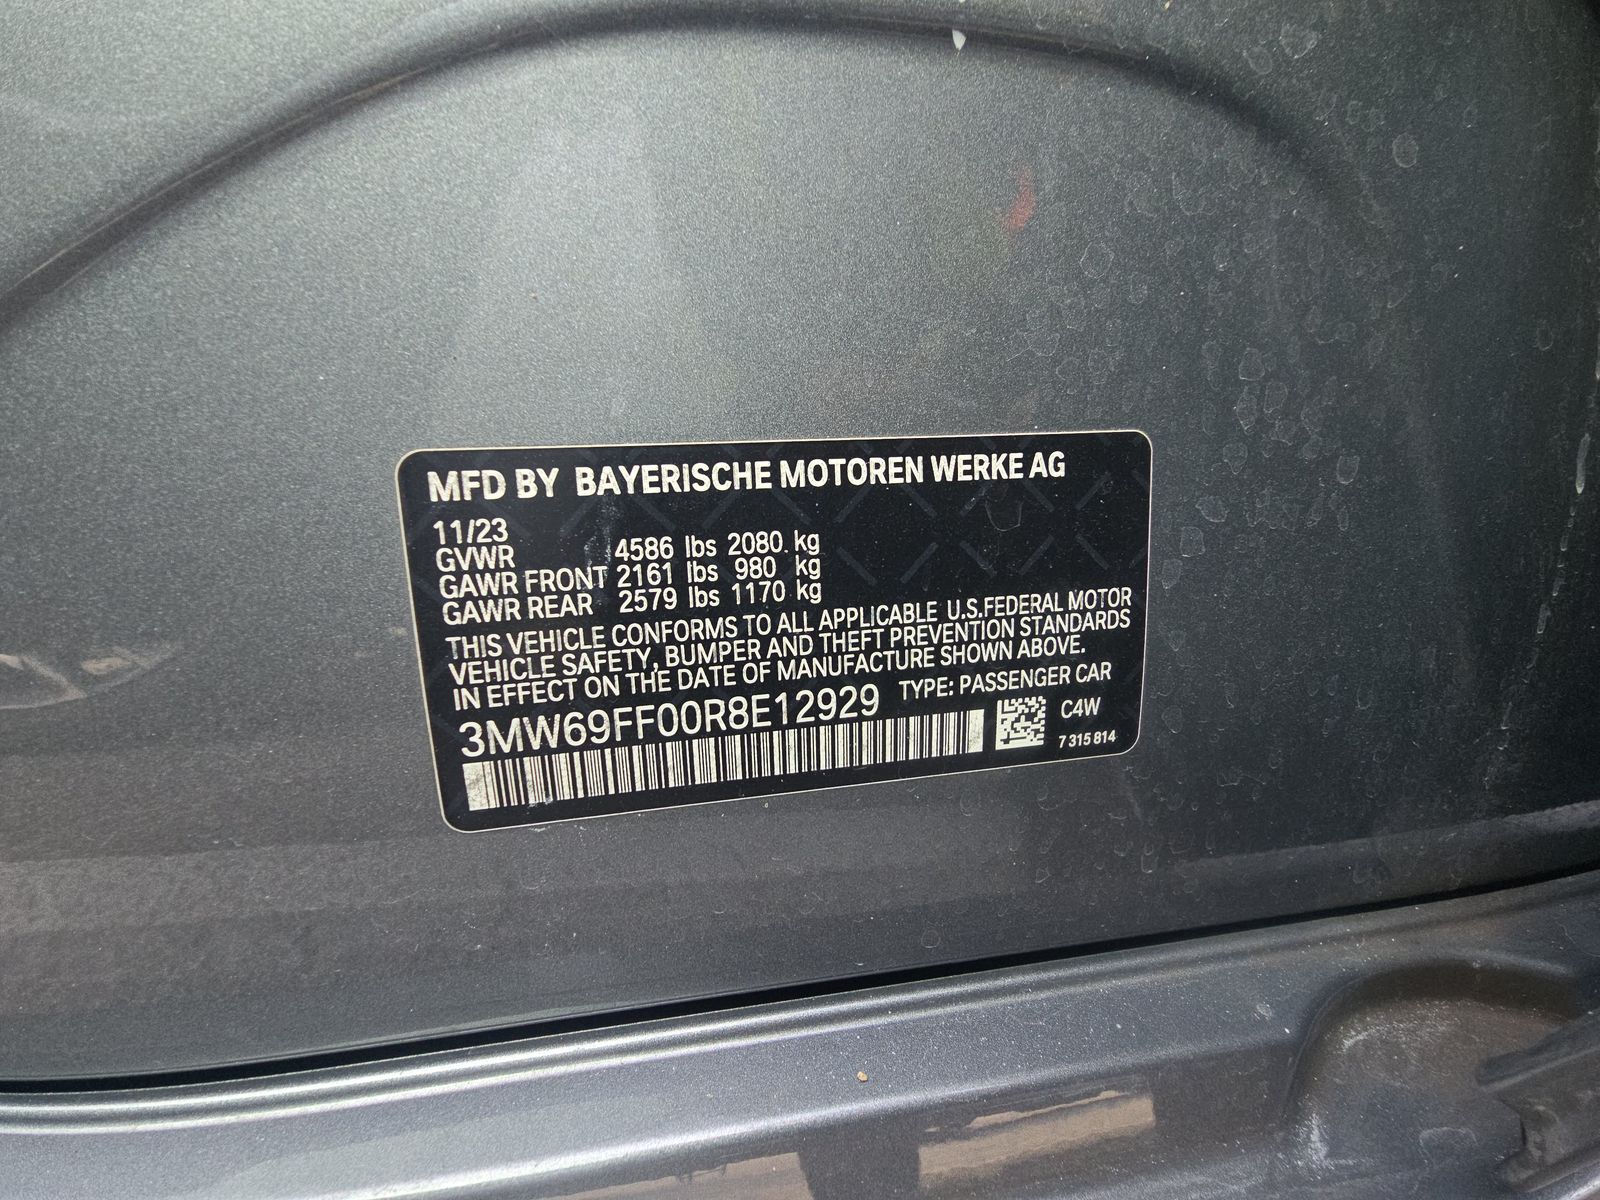 MFD BY BAYERISCHE MOTOREN WERKE AG
11/23
GVWR 4586 lbs 2080 kg
GAWR FRONT 2161 lbs 980 kg
GAWR REAR 2579 lbs 1170 kg
THIS VEHICLE CONFORMS TO ALL APPLICABLE U.S.FEDERAL MOTOR
VEHICLE SAFETY, BUMPER AND THEFT PREVENTION STANDARDS
IN EFFECT ON THE DATE OF MANUFACTURE SHOWN ABOVE.
3MW69FF00R8E12929 TYPE: PASSENGER CAR
C4W
7 315 814